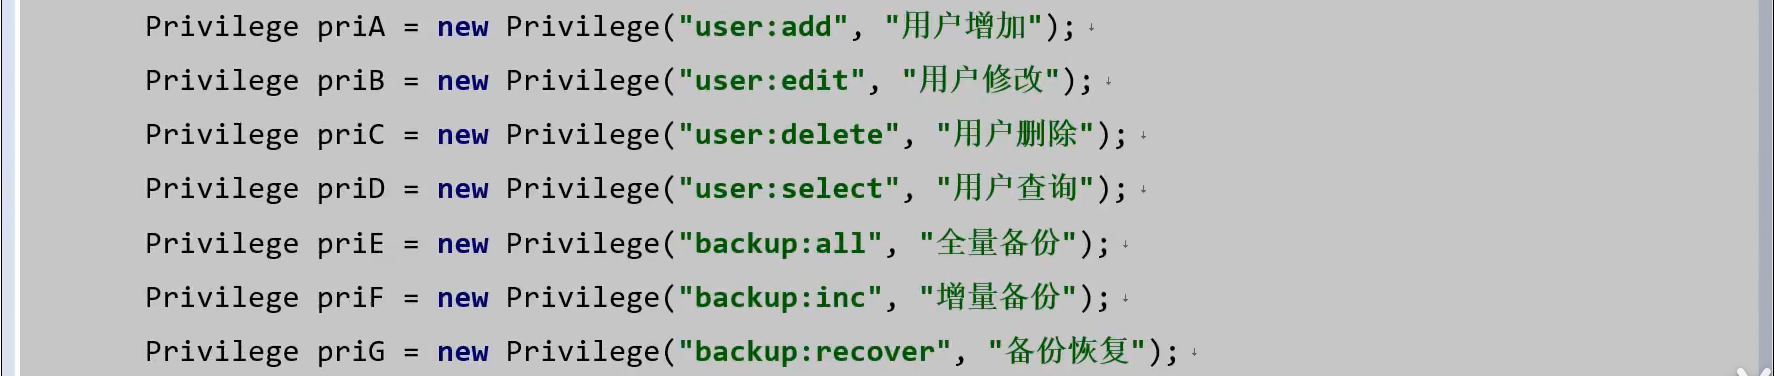 Privilege priA = new Privilege("user:add", "用户增加");
Privilege priB = new Privilege("user:edit", "用户修改");
Privilege priC = new Privilege("user:delete", "用户删除");
Privilege priD = new Privilege("user:select", "用户查询");
Privilege priE = new Privilege("backup:all", "全量备份");
Privilege priF = new Privilege("backup:inc", "增量备份");
Privilege priG = new Privilege("backup:recover", "备份恢复");